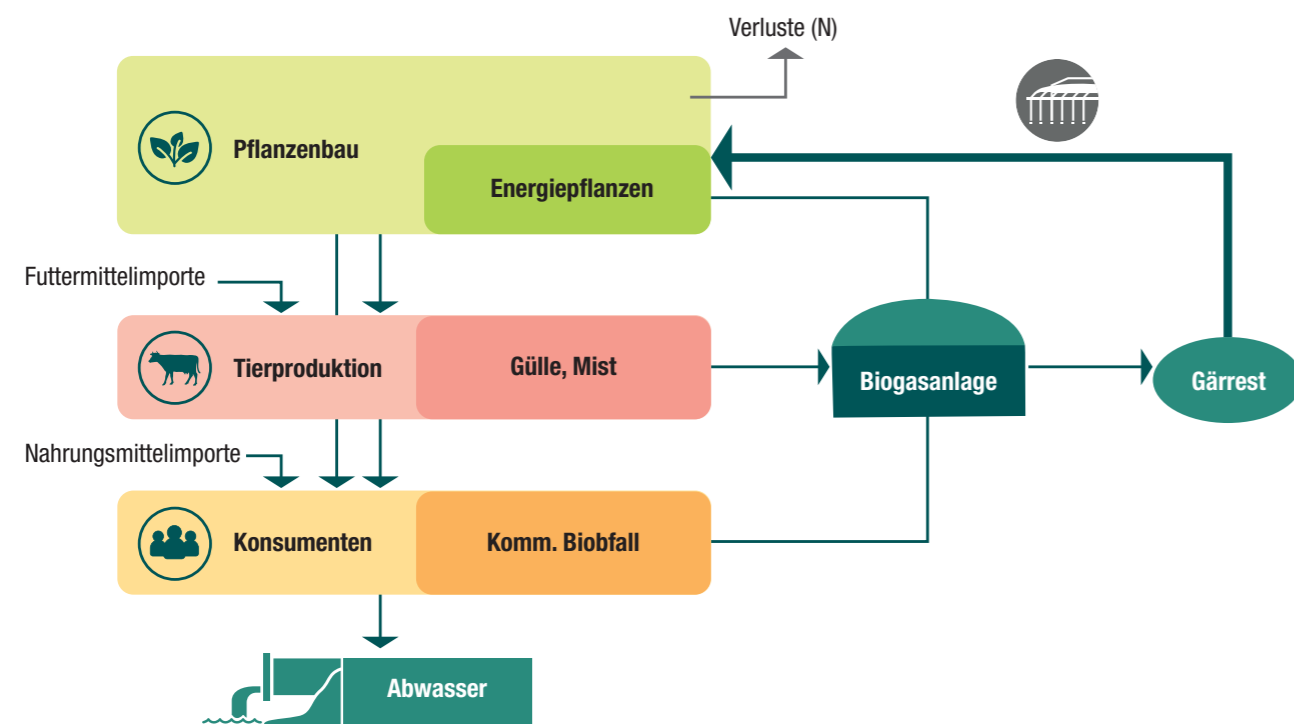 Verluste (N)
Pflanzenbau
Energiepflanzen
Futtermittelimporte
Tierproduktion
Gülle, Mist
Biogasanlage
Gärrest
Nahrungsmittelimporte
Konsumenten
Komm. Biobfall
Abwasser